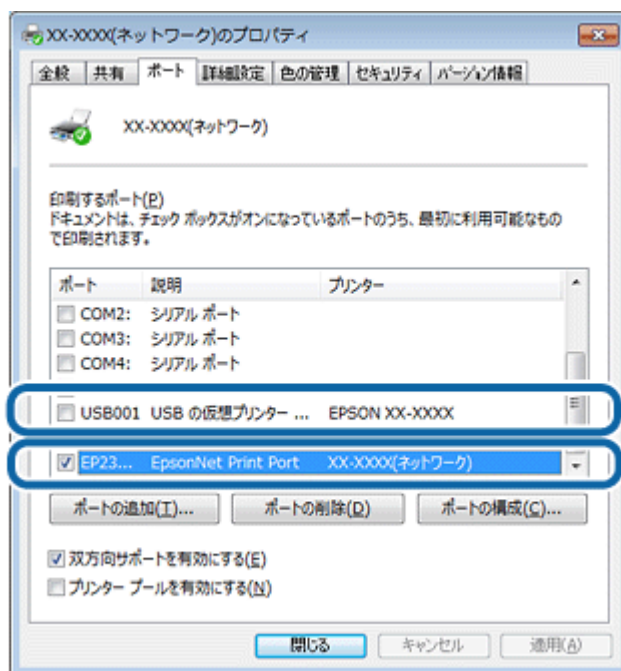 XX-XXXX(ネットワーク)のプロパティ
全般 共有 ポート 詳細設定 色の管理 セキュリティ バージョン情報
XX-XXXX(ネットワーク)
印刷するポート(P)
ドキュメントは、チェック ボックスがオンになっているポートのうち、最初に利用可能なもの
で印刷されます。
ポート 説明 プリンター
COM2: シリアル ポート
COM3: シリアル ポート
COM4: シリアル ポート
USB001 USB の仮想プリンター ... EPSON XX-XXXX
EP23... EpsonNet Print Port XX-XXXX(ネットワーク)
ポートの追加(T)... ポートの削除(D) ポートの構成(C)...
双方向サポートを有効にする(E)
プリンター プールを有効にする(N)
閉じる キャンセル 適用(A)